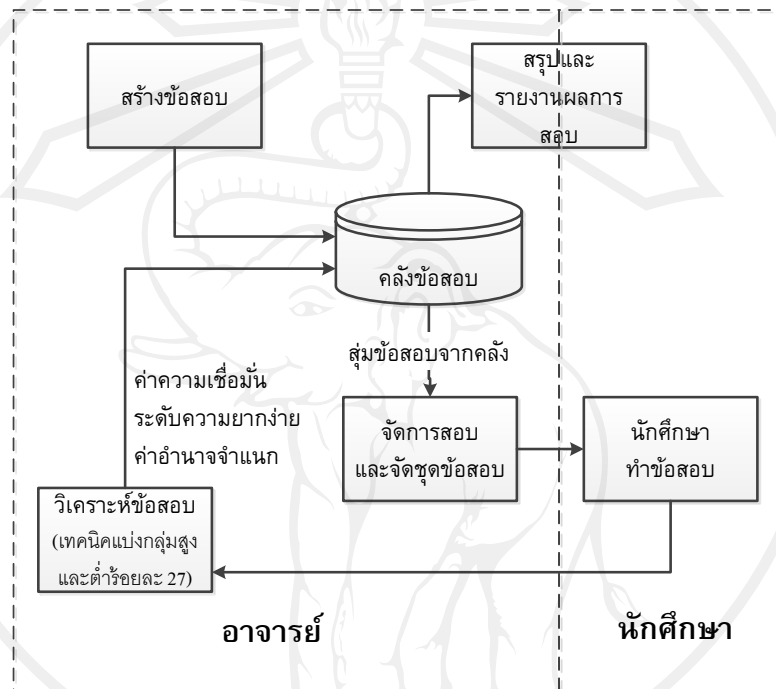 สร้างข้อสอบ
สรุปและ
รายงานผลการ
สอบ
คลังข้อสอบ
สุ่มข้อสอบจากคลัง
ค่าความเชื่อมั่น
ระดับความยากง่าย
ค่าอำนาจจำแนก
จัดการสอบ
และจัดชุดข้อสอบ
นักศึกษา
ทำข้อสอบ
วิเคราะห์ข้อสอบ
(เทคนิคแบ่งกลุ่มสูง
และต่ำร้อยละ 27)
อาจารย์
นักศึกษา